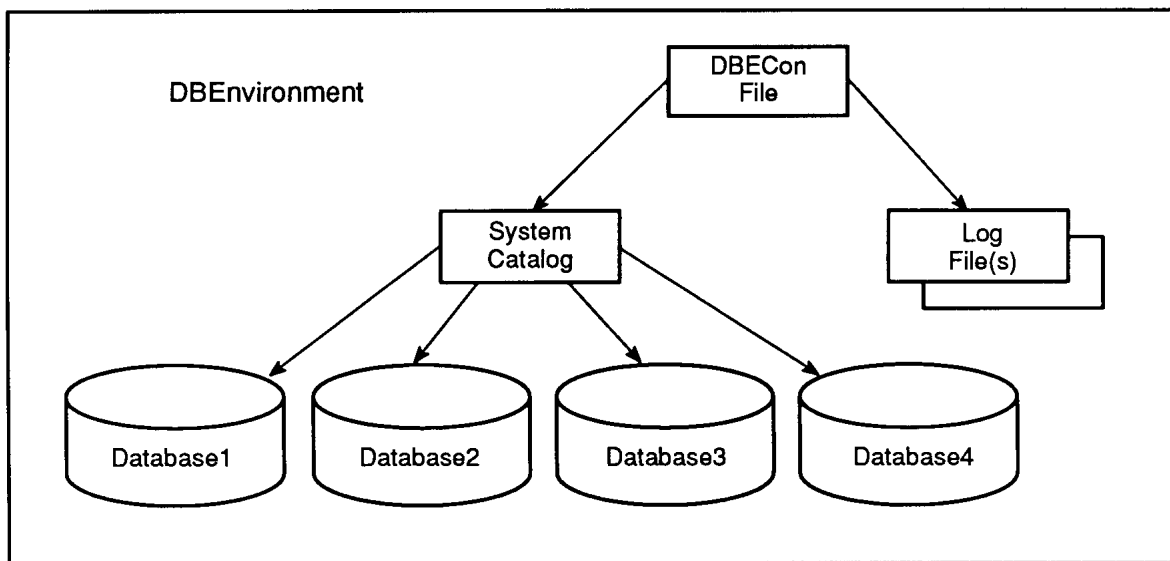 DBEnvironment
DBECon
File
System
Catalog
Log
File(s)
Database1
Database2
Database3
Database4